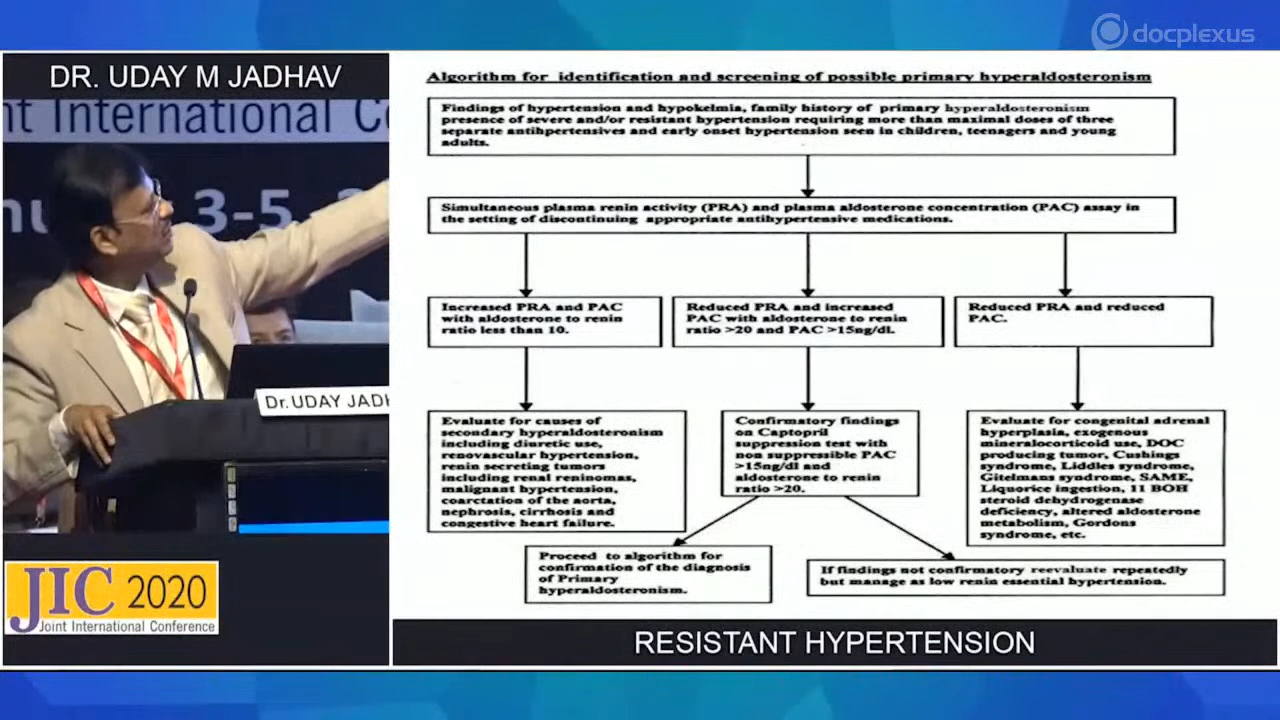 docplexus
DR. UDAY M JADHAV
nt International Co
3-5
Dr. UDAY JADH
JIC 2020
Joint International Conference
Algorithm for identification and screening of possible primary hyperaldosteronism
Findings of hypertension and hypokelmia, family history of primary hyperaldosteronism
presence of severe and/or resistant hypertension requiring more than maximal doses of three
separate antihpertensives and early onset hypertension seen in children, teenagers and young
adults.
Simultaneous plasma renin activity (PRA) and plasma aldosterone concentration (PAC) assay in
the setting of discontinuing appropriate antihypertensive medications.
Increased PRA and PAC
with aldosterone to renin
ratio less than 10.
Reduced PRA and increased
PAC with aldosterone to renin
ratio >20 and PAC >15ng/dl.
Reduced PRA and reduced
PAC.
Evaluate for causes of
secondary hyperaldosteronism
including diuretic use,
renovascular hypertension,
renin secreting tumors
including renal reninomas,
malignant hypertension,
coarctation of the aorta,
nephrosis, cirrhosis and
congestive heart failure.
Confirmatory findings
on Captopril
suppression test with
non suppressible PAC
>15ng/dl and
aldosterone to renin
ratio >20.
Evaluate for congenital adrenal
hyperplasia, exogenous
mineralocorticoid use, DOC
producing tumor, Cushings
syndrome, Liddles syndrome,
Gitelmans syndrome, SAME,
Liquorice ingestion, 11 BOH
steroid dehydrogenase
deficiency, altered aldosterone
metabolism, Gordons
syndrome, etc.
Proceed to algorithm for
confirmation of the diagnosis
of Primary
hyperaldosteronism.
If findings not confirmatory reevaluate repeatedly
but manage as low renin essential hypertension.
RESISTANT HYPERTENSION